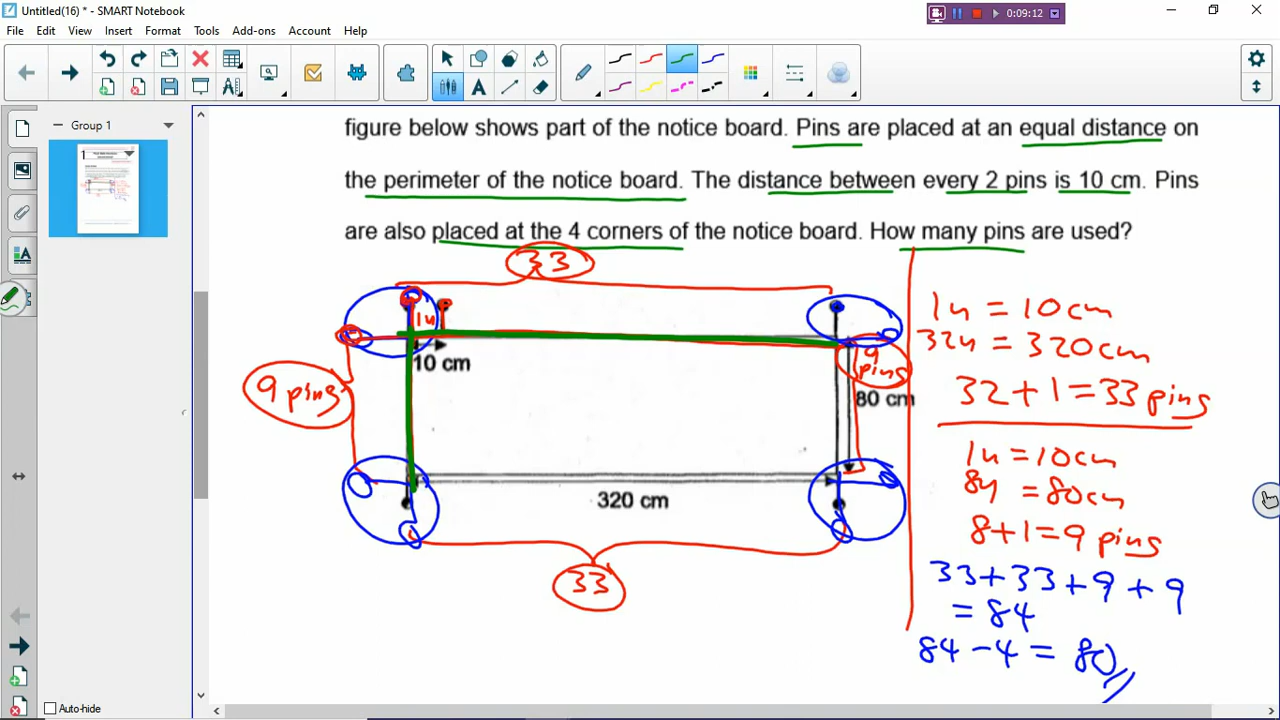 Untitled(16) * - SMART Notebook
0:09:12
File Edit View Insert Format Tools Add-ons Account Help
Group 1
1
figure below shows part of the notice board. Pins are placed at an equal distance on
the perimeter of the notice board. The distance between every 2 pins is 10 cm. Pins
are also placed at the 4 corners of the notice board. How many pins are used?
33
1u
10 cm
9 pins
9
pins
80 cm
320 cm
33
1u = 10cm
32u = 320cm
32+1=33 pins
1u = 10cm
8u = 80cm
8+1=9 pins
33+33+9+9
= 84
84-4 = 80
Auto-hide